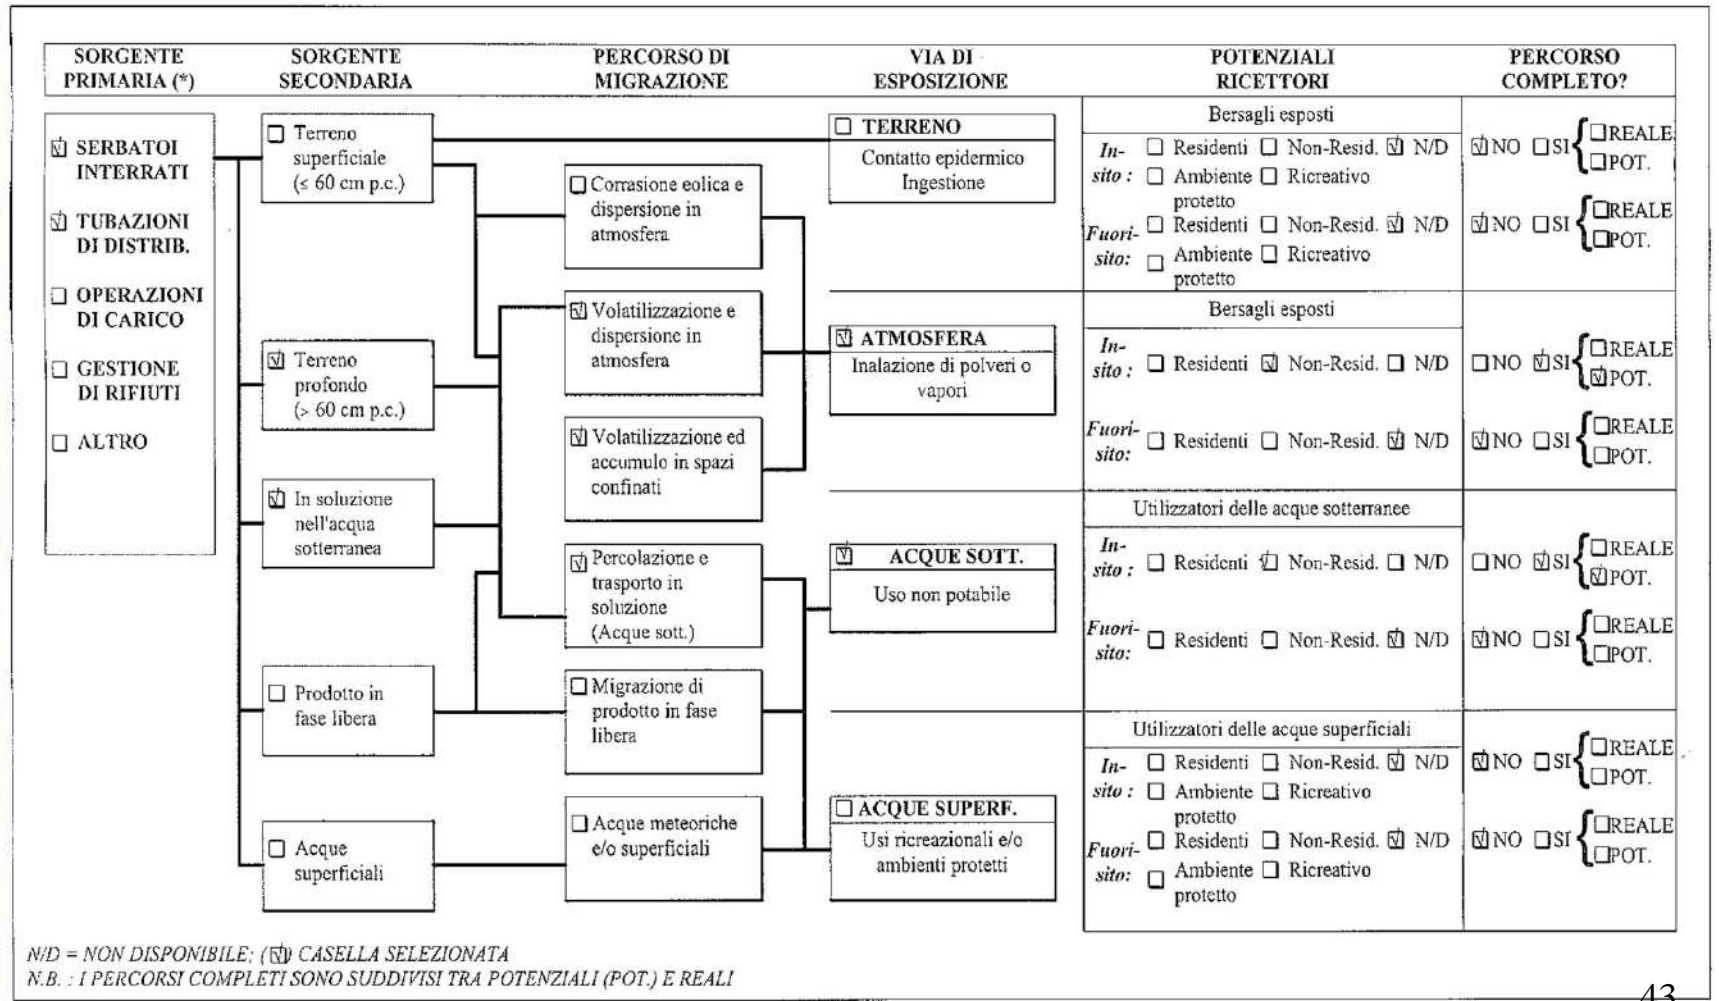 SORGENTE
PRIMARIA (*)
SORGENTE
SECONDARIA
PERCORSO DI
MIGRAZIONE
VIA DI
ESPOSIZIONE
POTENZIALI
RICETTORI
PERCORSO
COMPLETO?
☑ SERBATOI
INTERRATI
☑ TUBAZIONI
DI DISTRIB.
☐ OPERAZIONI
DI CARICO
☐ GESTIONE
DI RIFIUTI
☐ ALTRO
☐ Terreno
superficiale
(≤ 60 cm p.c.)
☑ Terreno
profondo
(> 60 cm p.c.)
☑ In soluzione
nell'acqua
sotterranea
☐ Prodotto in
fase libera
☐ Acque
superficiali
☐ Corrasione eolica e
dispersione in
atmosfera
☑ Volatilizzazione e
dispersione in
atmosfera
☑ Volatilizzazione ed
accumulo in spazi
confinati
☑ Percolazione e
trasporto in
soluzione
(Acque sott.)
☐ Migrazione di
prodotto in fase
libera
☐ Acque meteoriche
e/o superficiali
☐ TERRENO
Contatto epidermico
Ingestione
☑ ATMOSFERA
Inalazione di polveri o
vapori
☑ ACQUE SOTT.
Uso non potabile
☐ ACQUE SUPERF.
Usi ricreazionali e/o
ambienti protetti
Bersagli esposti
In-
sito : ☐ Residenti ☐ Non-Resid. ☑ N/D
☐ Ambiente ☐ Ricreativo
protetto
☑ NO ☐ SI { ☐ REALE
☐ POT.
Fuori-
sito: ☐ Residenti ☐ Non-Resid. ☑ N/D
☐ Ambiente ☐ Ricreativo
protetto
☑ NO ☐ SI { ☐ REALE
☐ POT.
Bersagli esposti
In-
sito : ☐ Residenti ☑ Non-Resid. ☐ N/D
☐ NO ☑ SI { ☐ REALE
☑ POT.
Fuori-
sito: ☐ Residenti ☐ Non-Resid. ☑ N/D
☑ NO ☐ SI { ☐ REALE
☐ POT.
Utilizzatori delle acque sotterranee
In-
sito : ☐ Residenti ☑ Non-Resid. ☐ N/D
☐ NO ☑ SI { ☐ REALE
☑ POT.
Fuori-
sito: ☐ Residenti ☐ Non-Resid. ☑ N/D
☑ NO ☐ SI { ☐ REALE
☐ POT.
Utilizzatori delle acque superficiali
In-
sito : ☐ Residenti ☐ Non-Resid. ☑ N/D
☐ Ambiente ☐ Ricreativo
protetto
☑ NO ☐ SI { ☐ REALE
☐ POT.
Fuori-
sito: ☐ Residenti ☐ Non-Resid. ☑ N/D
☐ Ambiente ☐ Ricreativo
protetto
☑ NO ☐ SI { ☐ REALE
☐ POT.
N/D = NON DISPONIBILE; (☑) CASELLA SELEZIONATA
N.B. : I PERCORSI COMPLETI SONO SUDDIVISI TRA POTENZIALI (POT.) E REALI
43